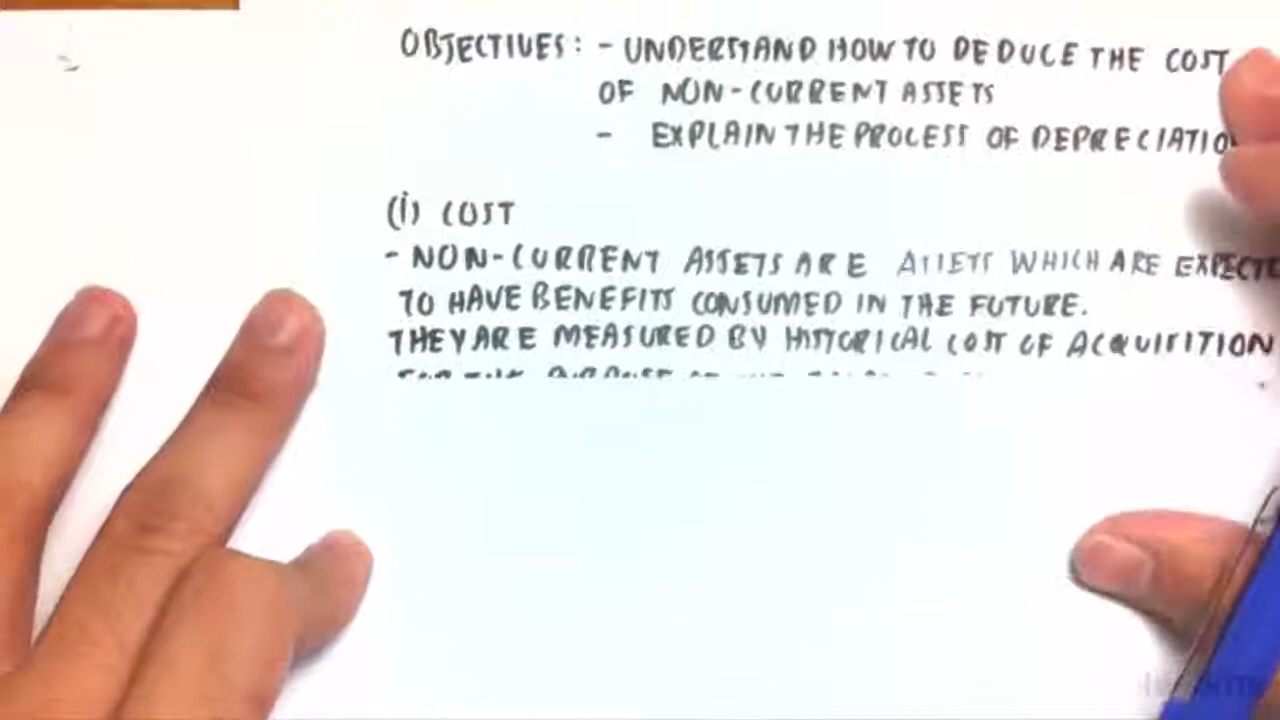 OBJECTIVES: - UNDERSTAND HOW TO DEDUCE THE COST
OF NON-CURRENT ASSETS
- EXPLAIN THE PROCESS OF DEPRECIATIO
(i) COST
- NON-CURRENT ASSETS ARE ASSETS WHICH ARE EXPECTE
TO HAVE BENEFITS CONSUMED IN THE FUTURE.
THEY ARE MEASURED BY HISTORICAL COST OF ACQUISITION